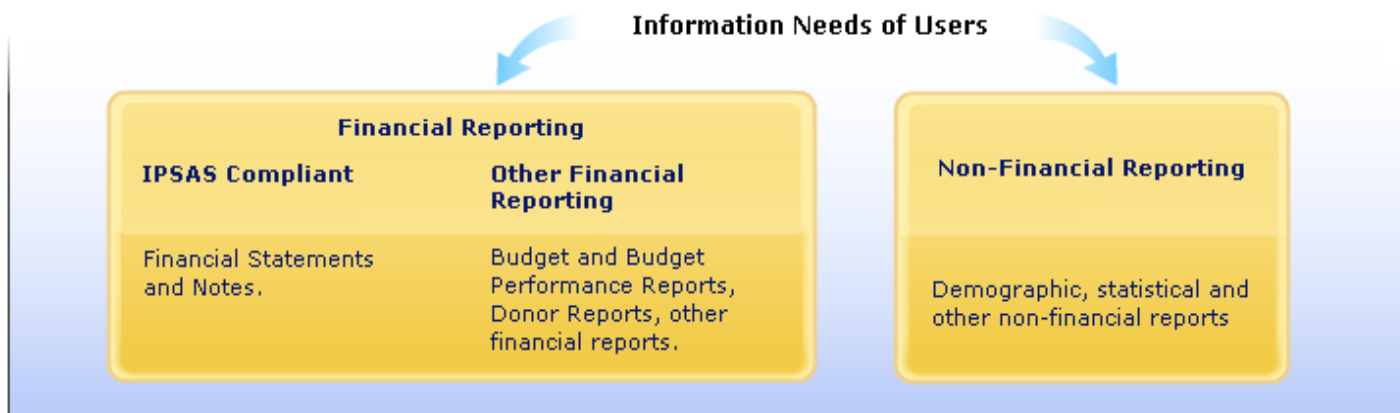 Information Needs of Users
Financial Reporting
IPSAS Compliant
Financial Statements
and Notes.
Other Financial
Reporting
Budget and Budget
Performance Reports,
Donor Reports, other
financial reports.
Non-Financial Reporting
Demographic, statistical and
other non-financial reports